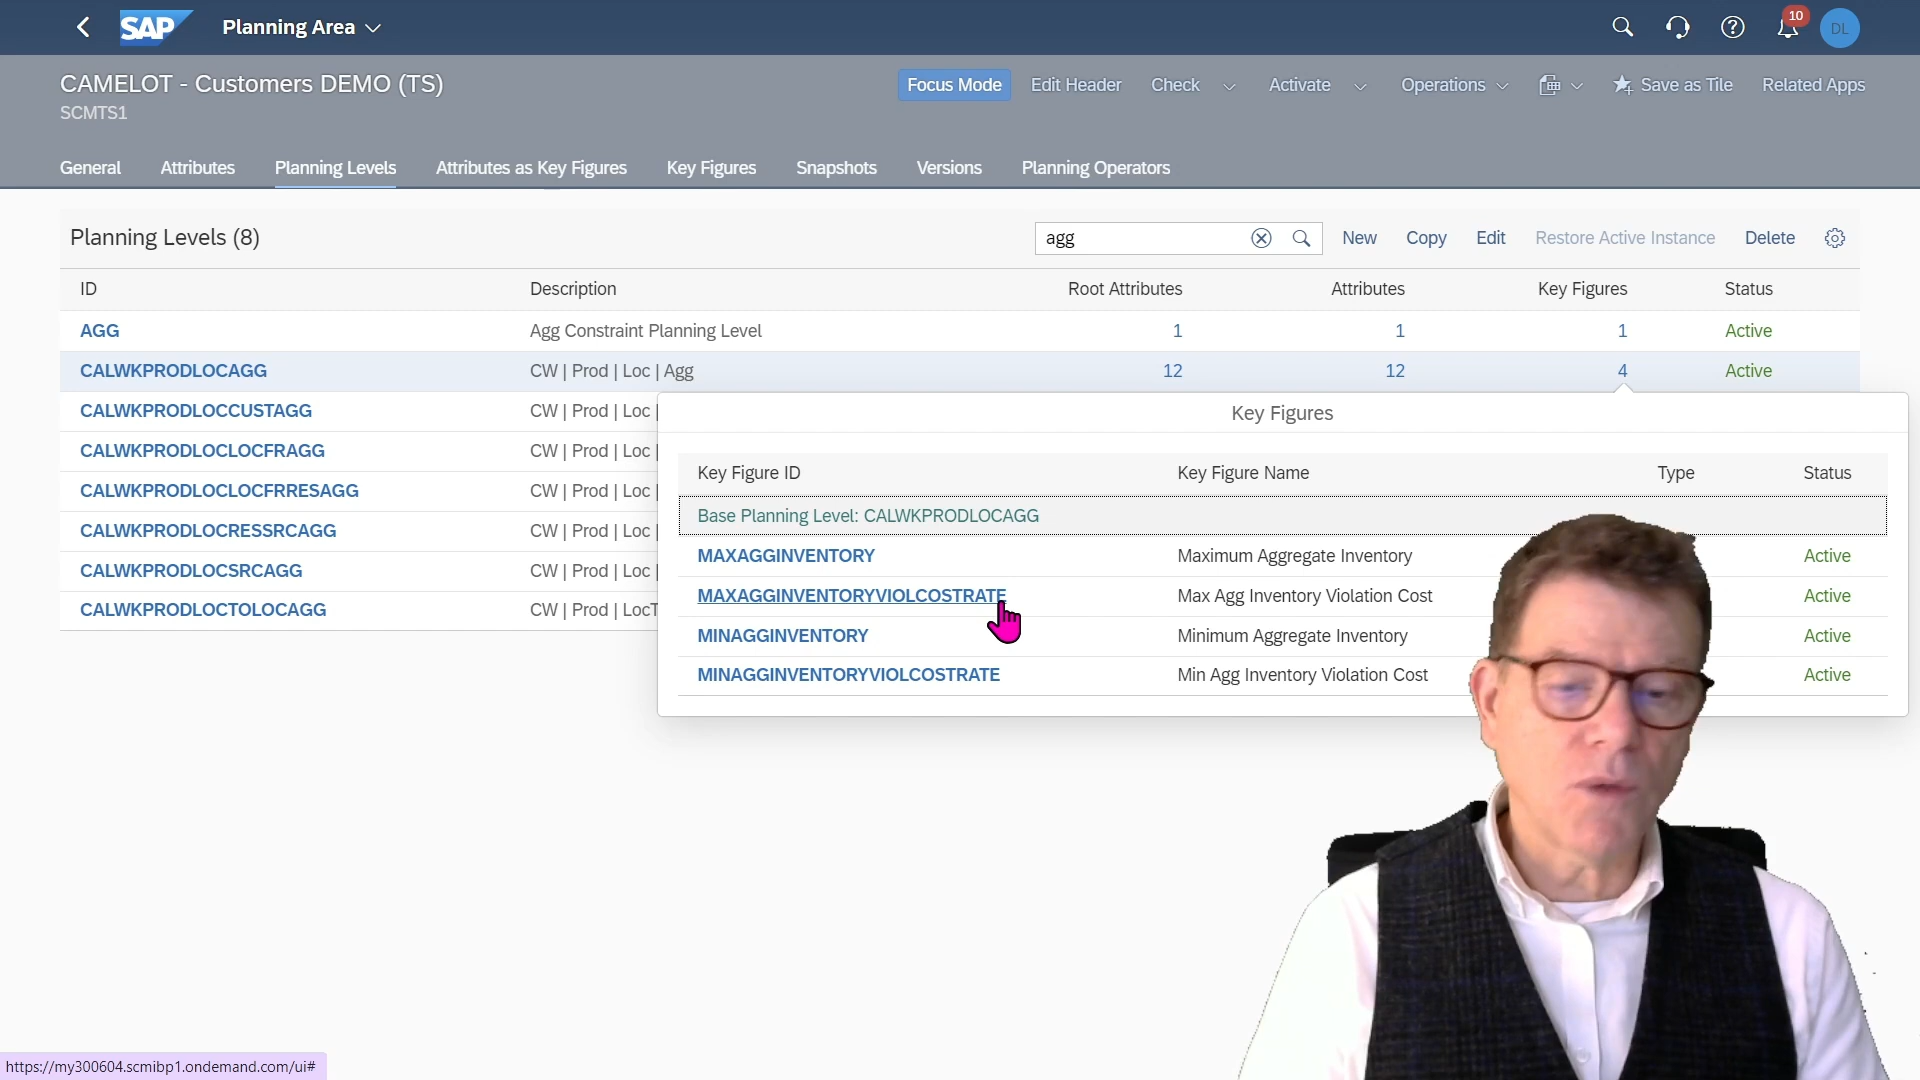 SAP Planning Area
10
DL
CAMELOT - Customers DEMO (TS)
SCMTS1
Focus Mode Edit Header Check Activate Operations Save as Tile Related Apps
General Attributes Planning Levels Attributes as Key Figures Key Figures Snapshots Versions Planning Operators
Planning Levels (8)
agg
New Copy Edit Restore Active Instance Delete
ID Description Root Attributes Attributes Key Figures Status
AGG Agg Constraint Planning Level 1 1 1 Active
CALWKPRODLOCAGG CW | Prod | Loc | Agg 12 12 4 Active
CALWKPRODLOCCUSTAGG CW | Prod | Loc |
CALWKPRODLOCLOCFRAGG CW | Prod | Loc |
CALWKPRODLOCLOCFRRESAGG CW | Prod | Loc |
CALWKPRODLOCRESSRCAGG CW | Prod | Loc |
CALWKPRODLOCSRCAGG CW | Prod | Loc |
CALWKPRODLOCTOLOCAGG CW | Prod | LocT
Key Figures
Key Figure ID Key Figure Name Type Status
Base Planning Level: CALWKPRODLOCAGG
MAXAGGINVENTORY Maximum Aggregate Inventory Active
MAXAGGINVENTORYVIOLCOSTRATE Max Agg Inventory Violation Cost Active
MINAGGINVENTORY Minimum Aggregate Inventory Active
MINAGGINVENTORYVIOLCOSTRATE Min Agg Inventory Violation Cost Active
https://my300604.scmibp1.ondemand.com/ui#